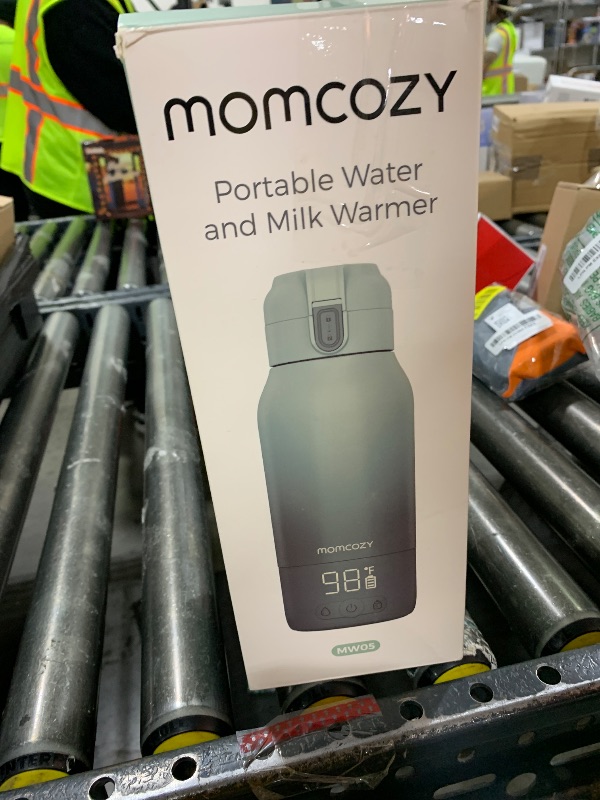 momcozy
Portable Water
and Milk Warmer
momcozy
98°F
MW05